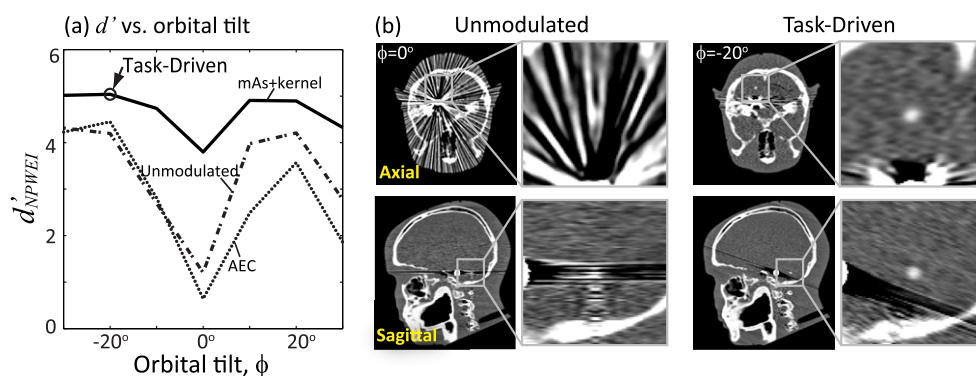 (a) d' vs. orbital tilt
6
4
2
0
d'NPWEI
Task-Driven
mAs+kernel
Unmodulated
AEC
-20° 0° 20°
Orbital tilt, ϕ
(b) Unmodulated Task-Driven
ϕ=0° ϕ=-20°
Axial
Sagittal